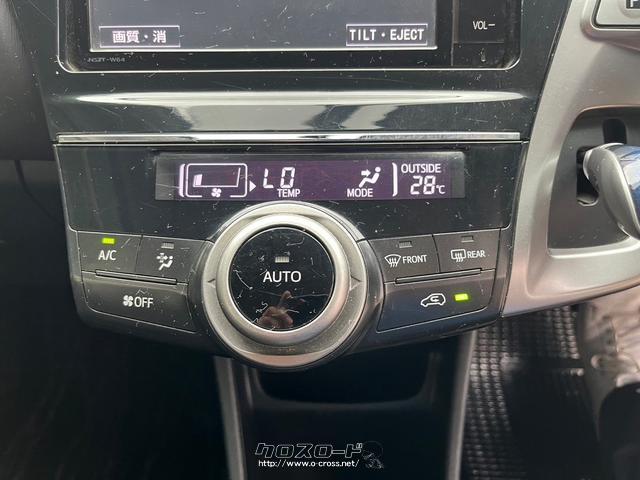 画質・消
TILT・EJECT
VOL−
NSZT-W64
LO
TEMP
MODE
OUTSIDE
28℃
A/C
AUTO
FRONT
REAR
OFF
クロスロード
http://www.o-cross.net/